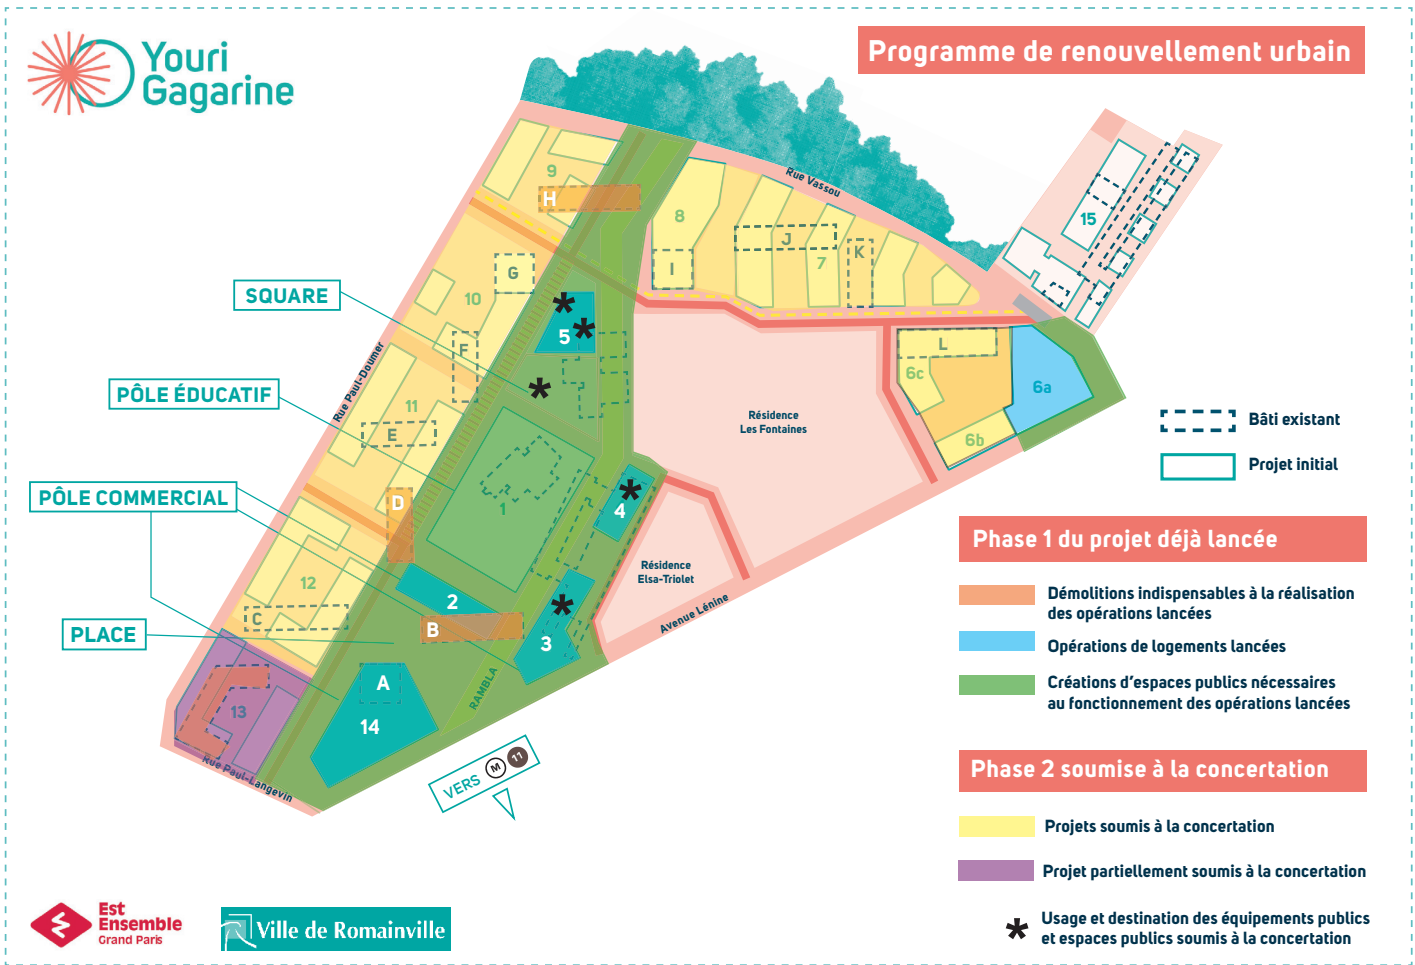 Youri
Gagarine
Programme de renouvellement urbain
Rue Vassou
15
9
H
8
J
7
K
I
G
10
SQUARE
5
F
L
6c
6a
6b
Rue Paul-Doumer
PÔLE ÉDUCATIF
11
E
Résidence
Les Fontaines
Bâti existant
Projet initial
PÔLE COMMERCIAL
D
1
4
Phase 1 du projet déjà lancée
Résidence
Elsa-Triolet
12
2
Démolitions indispensables à la réalisation
des opérations lancées
C
B
3
Avenue Lénine
PLACE
Opérations de logements lancées
A
RAMBLA
Créations d'espaces publics nécessaires
au fonctionnement des opérations lancées
13
14
Rue Paul-Langevin
VERS M 11
Phase 2 soumise à la concertation
Projets soumis à la concertation
Projet partiellement soumis à la concertation
Usage et destination des équipements publics
et espaces publics soumis à la concertation
Est
Ensemble
Grand Paris
Ville de Romainville